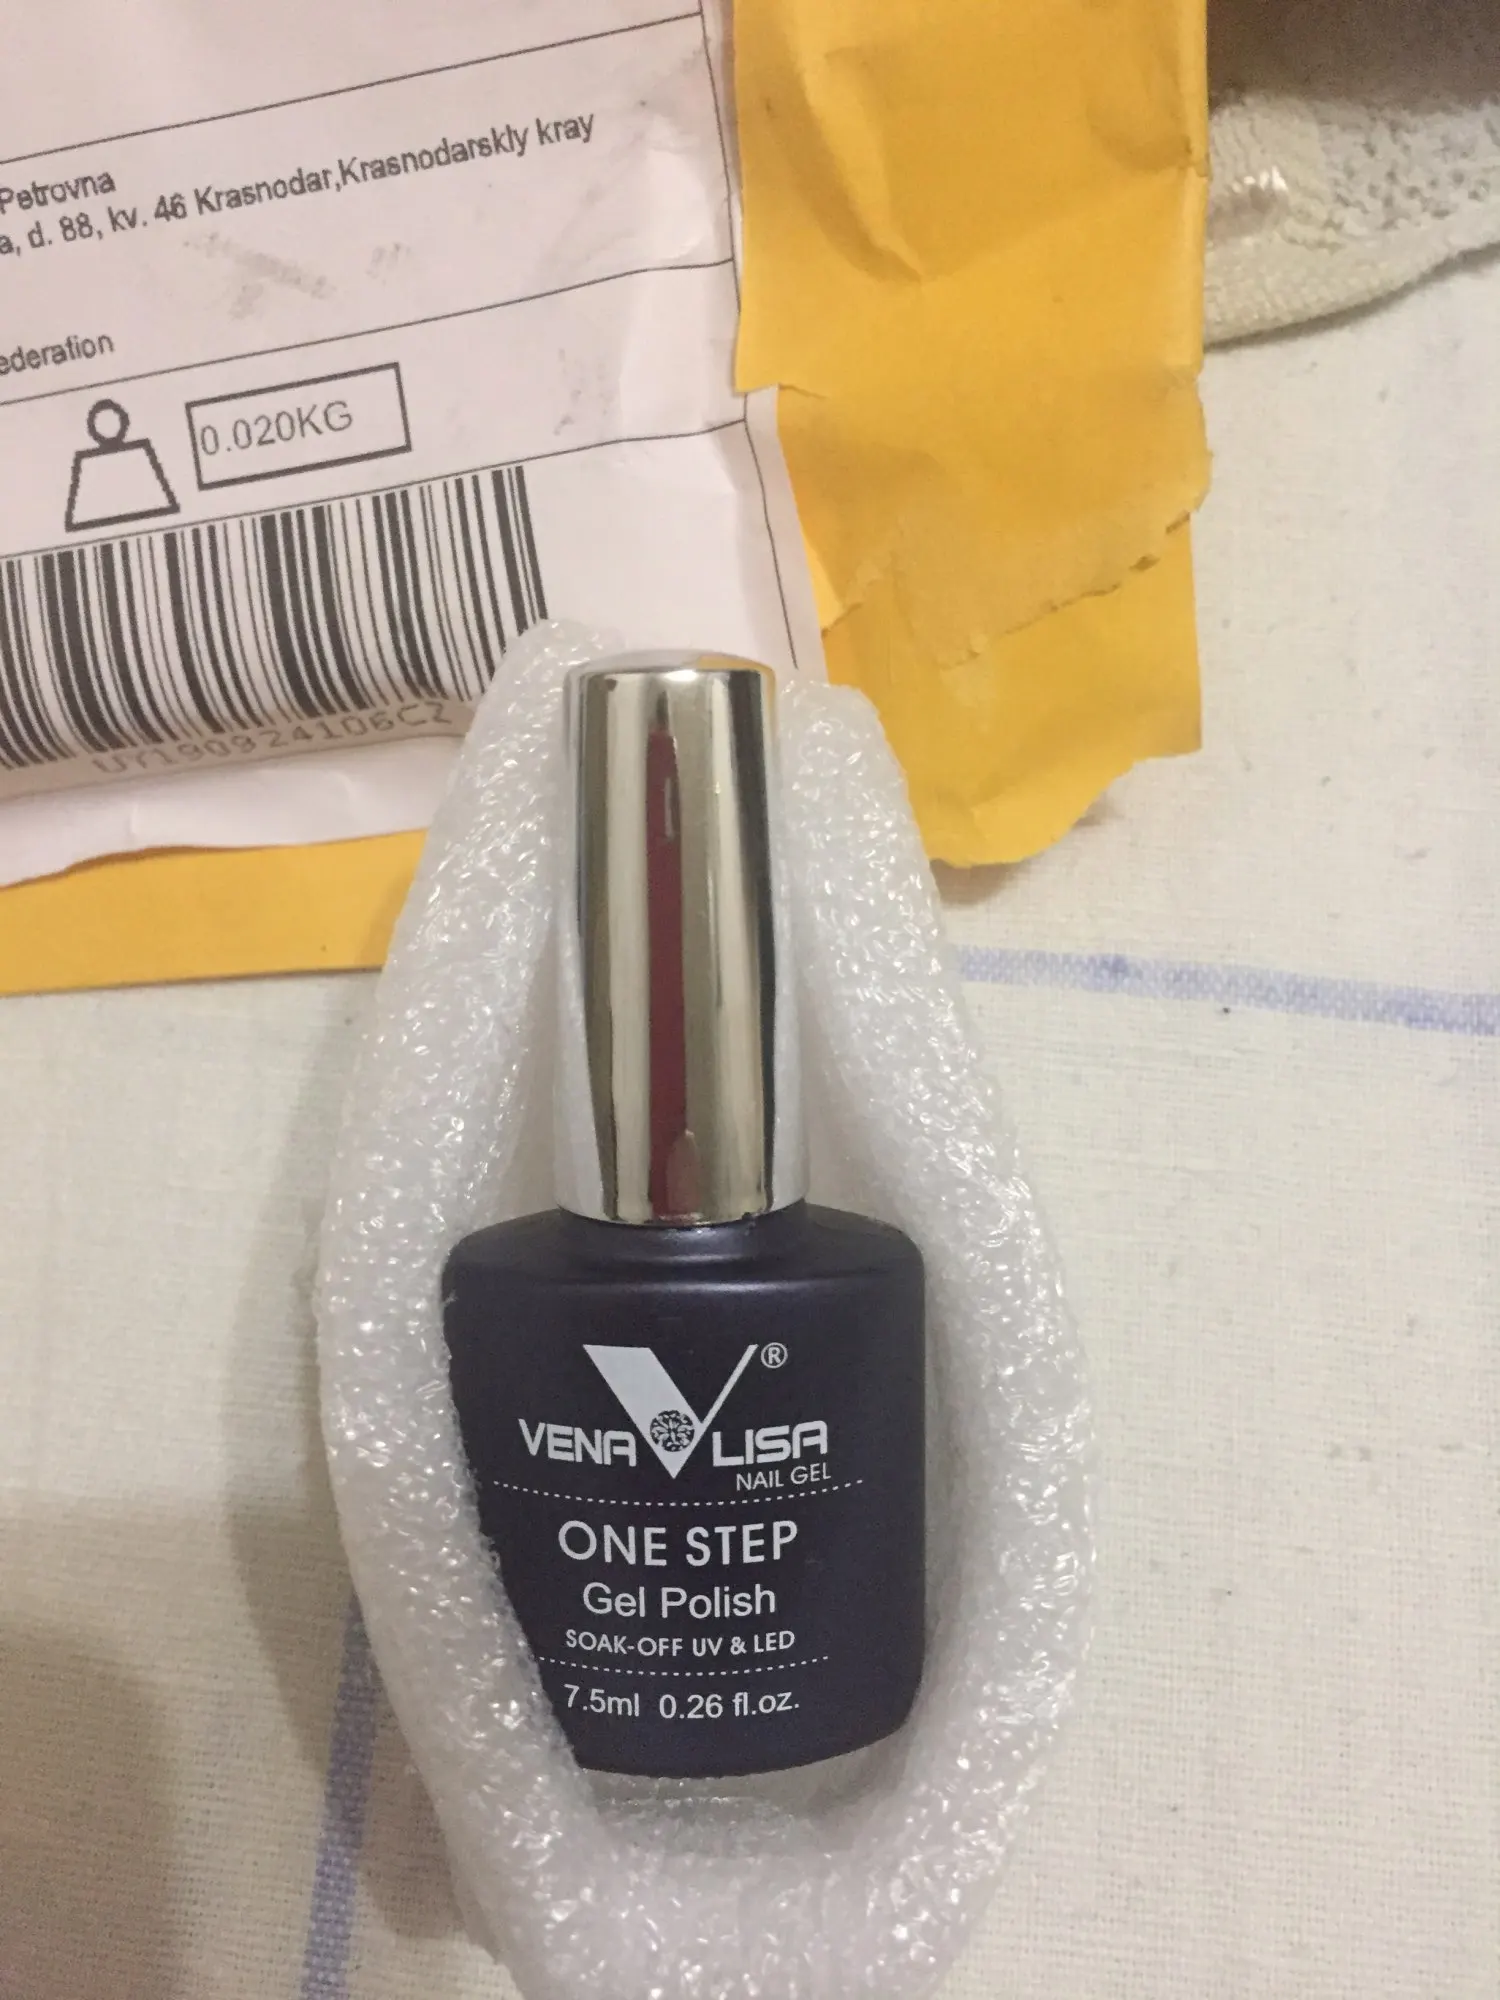 Petrovna
a, d. 88, kv. 46 Krasnodar,Krasnodarskly kray
ederation
0.020KG
UY190924106CZ
VENA LISA ®
NAIL GEL
ONE STEP
Gel Polish
SOAK-OFF UV & LED
7.5ml 0.26 fl.oz.